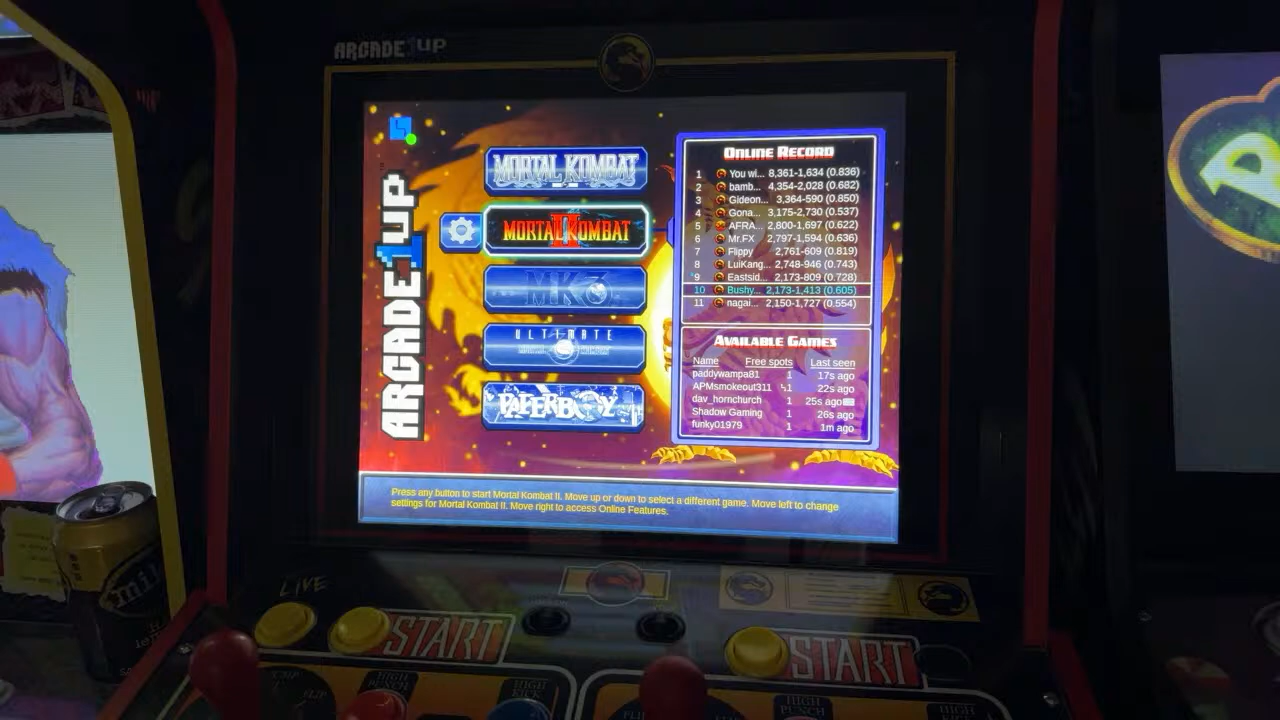 ARCADE1UP
ARCADE1UP
MORTAL KOMBAT
MORTAL KOMBAT
II
MK3
ULTIMATE
PAPERBOY
ONLINE RECORD
1 You wi... 8,361-1,634 (0.836)
2 bamb... 4,354-2,028 (0.682)
3 Gideon... 3,364-590 (0.850)
4 Gona... 3,175-2,730 (0.537)
5 AFRA... 2,800-1,697 (0.622)
6 Mr.FX 2,797-1,594 (0.636)
7 Flippy 2,761-609 (0.819)
8 LuiKang... 2,748-946 (0.743)
9 Eastsid... 2,173-809 (0.728)
10 Bushy... 2,173-1,413 (0.605)
11 nagai... 2,150-1,727 (0.554)
AVAILABLE GAMES
Name Free spots Last seen
paddywampa81 1 17s ago
APMsmokeout311 1 22s ago
dav_hornchurch 1 25s ago
Shadow Gaming 1 26s ago
funky01979 1 1m ago
Press any button to start Mortal Kombat II. Move up or down to select a different game. Move left to change
settings for Mortal Kombat II. Move right to access Online Features.
LIVE
START
START
HIGH
PUNCH
HIGH
KICK
HIGH
PUNCH
HIGH